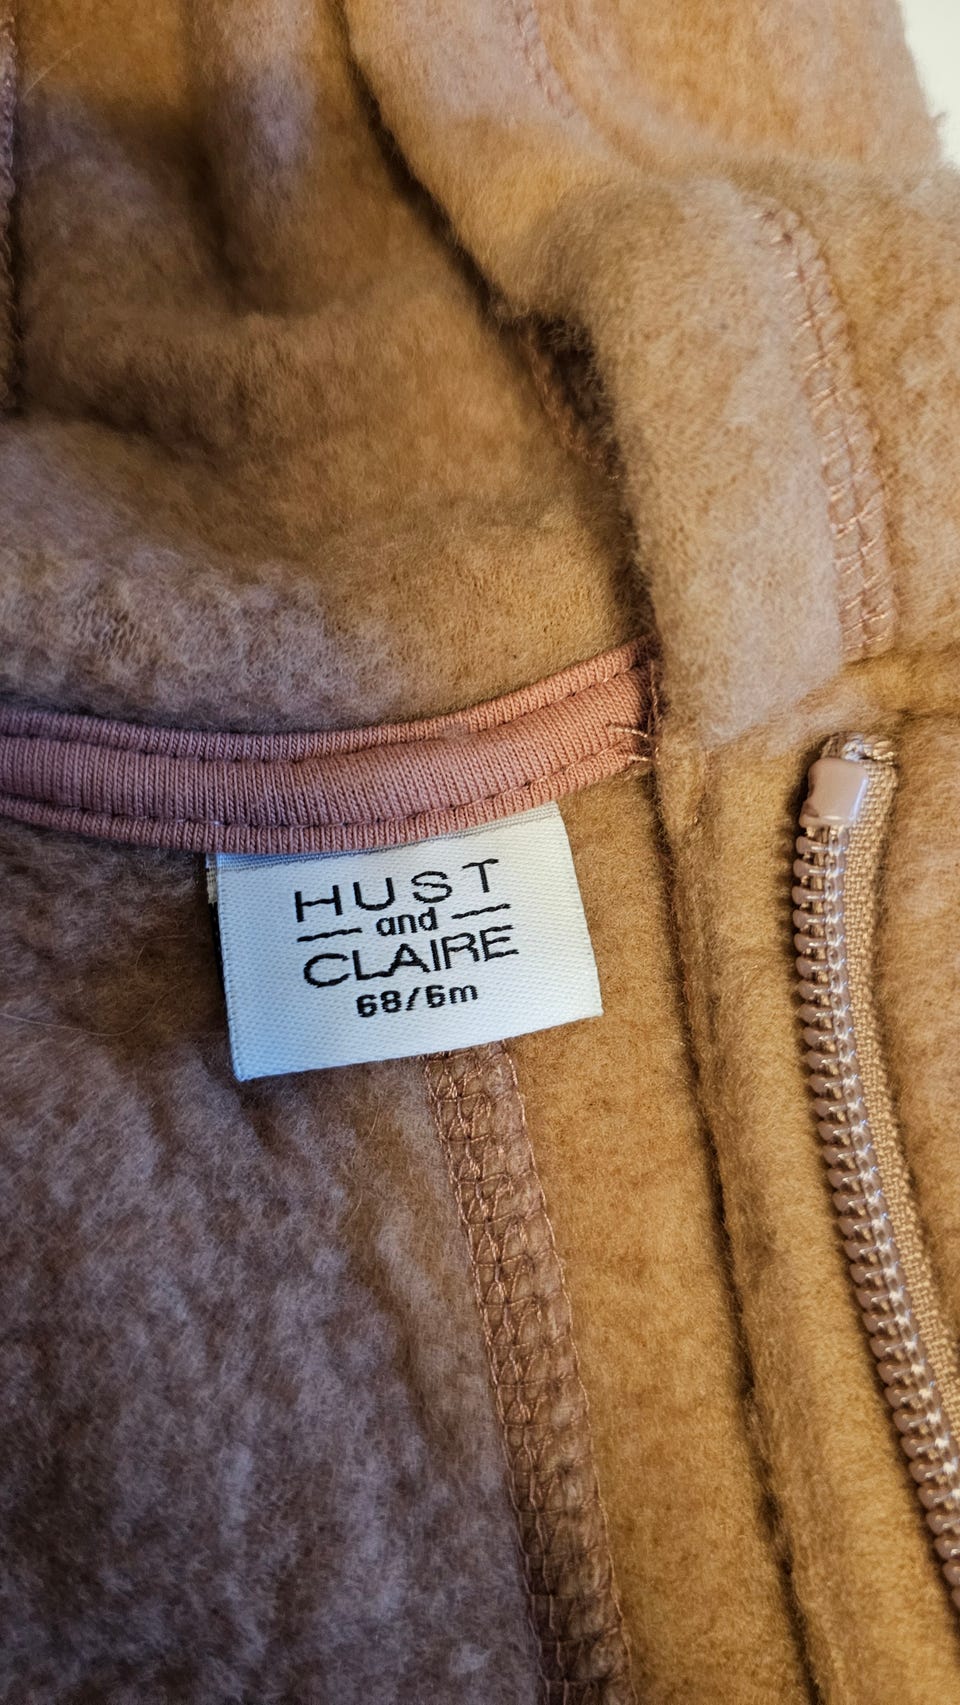 HUST
and
CLAIRE
68/6m